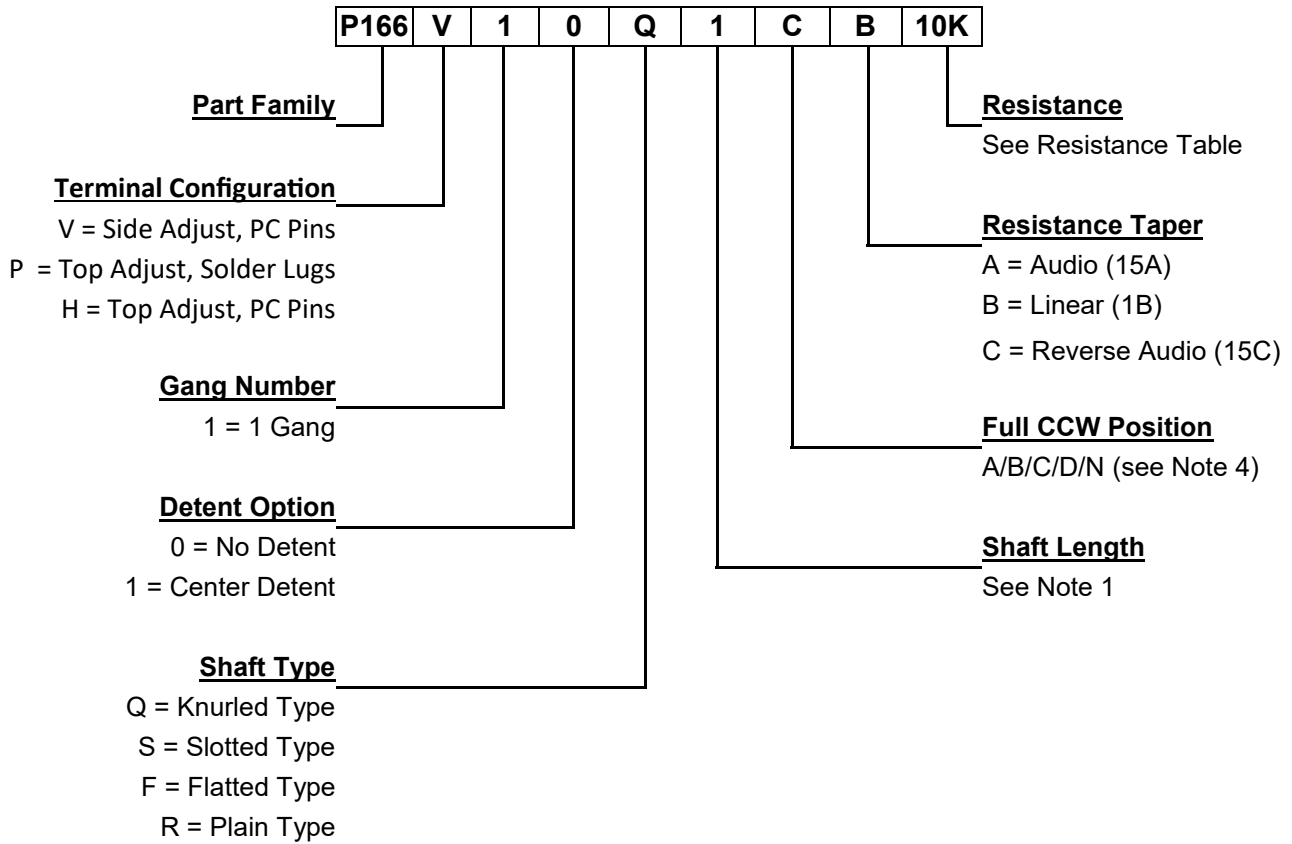 P166 V 1 0 Q 1 C B 10K
Part Family
Terminal Configuration
V = Side Adjust, PC Pins
P = Top Adjust, Solder Lugs
H = Top Adjust, PC Pins
Gang Number
1 = 1 Gang
Detent Option
0 = No Detent
1 = Center Detent
Shaft Type
Q = Knurled Type
S = Slotted Type
F = Flatted Type
R = Plain Type
Resistance
See Resistance Table
Resistance Taper
A = Audio (15A)
B = Linear (1B)
C = Reverse Audio (15C)
Full CCW Position
A/B/C/D/N (see Note 4)
Shaft Length
See Note 1